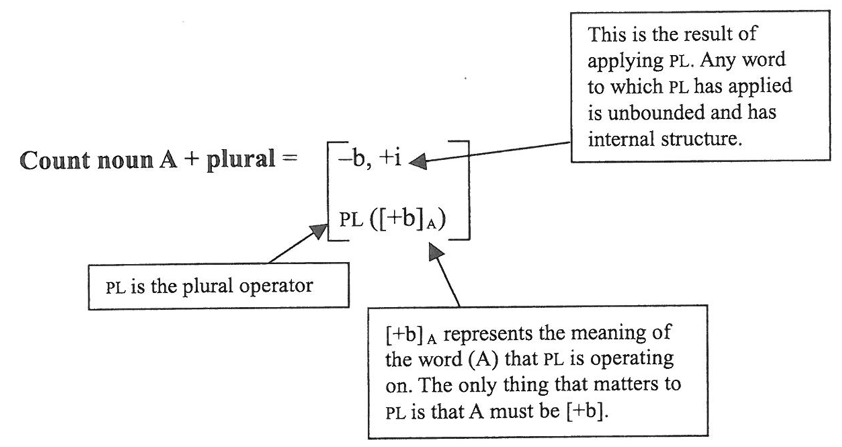 This is the result of
applying PL. Any word
to which PL has applied
is unbounded and has
internal structure.
Count noun A + plural =
–b, +i
PL ([+b]A)
PL is the plural operator
[+b] A represents the meaning of
the word (A) that PL is operating
on. The only thing that matters to
PL is that A must be [+b].